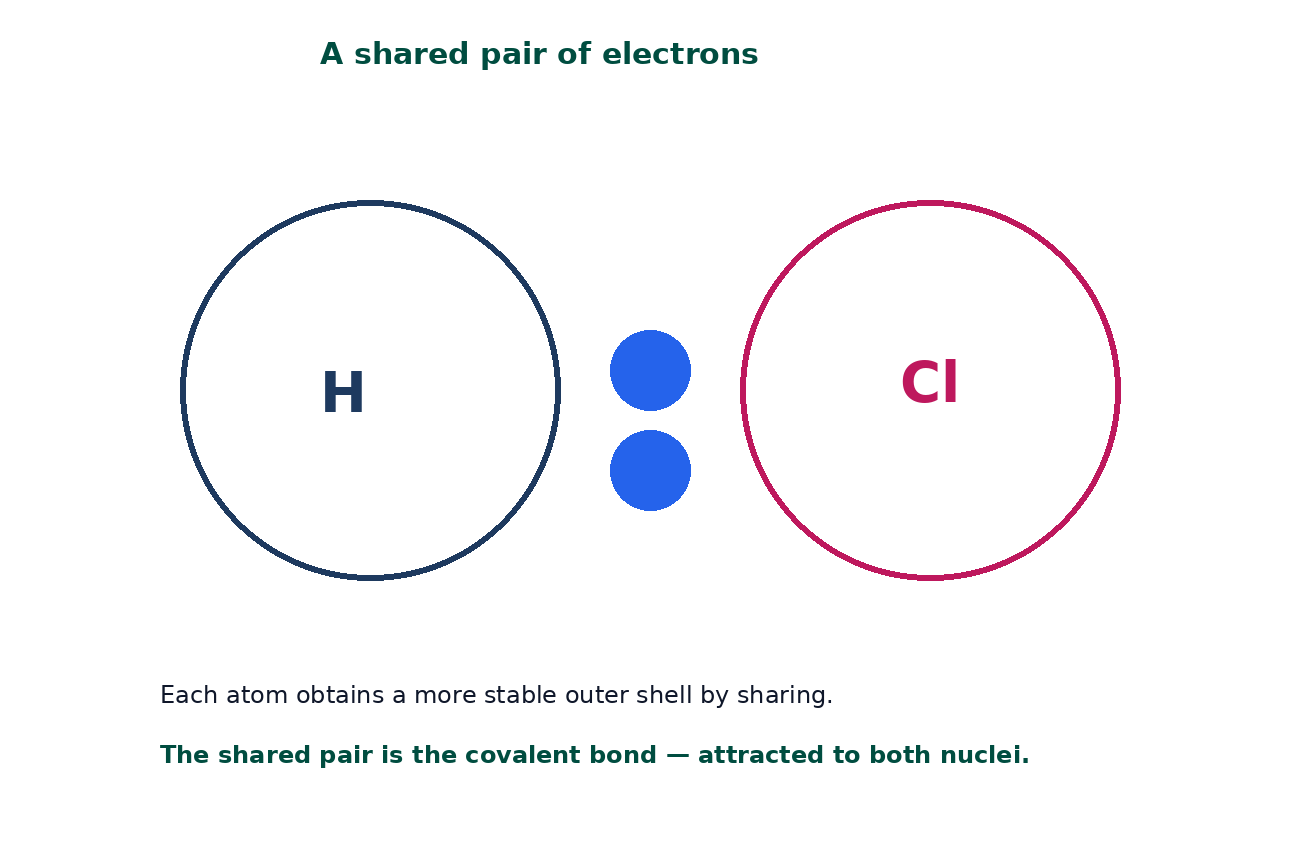 A shared pair of electrons
H
Cl
Each atom obtains a more stable outer shell by sharing.
The shared pair is the covalent bond — attracted to both nuclei.